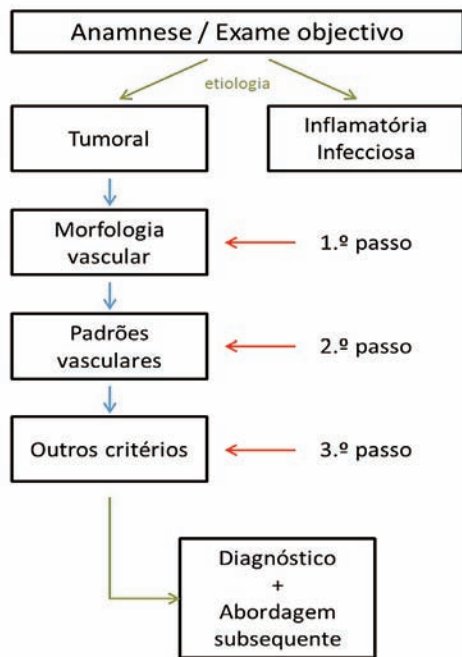 Anamnese / Exame objectivo
etiologia
Tumoral
Inflamatória
Infecciosa
Morfologia
vascular
1.º passo
Padrões
vasculares
2.º passo
Outros critérios
3.º passo
Diagnóstico
+
Abordagem
subsequente